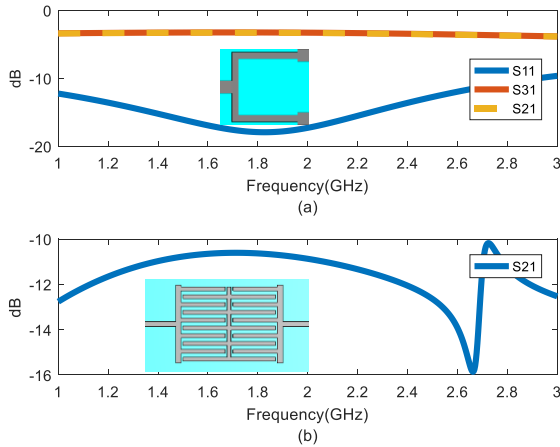 0
-10
-20
dB
S11
S31
S21
1
1.2
1.4
1.6
1.8
2
2.2
2.4
2.6
2.8
3
Frequency(GHz)
(a)
-10
-12
-14
-16
dB
S21
1
1.2
1.4
1.6
1.8
2
2.2
2.4
2.6
2.8
3
Frequency(GHz)
(b)